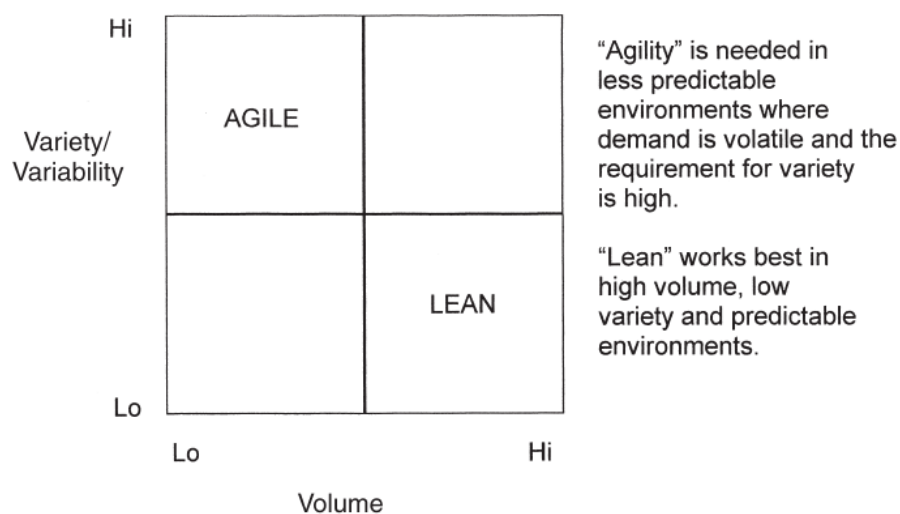 Hi
Variety/
Variability
AGILE
LEAN
Lo
Lo
Hi
Volume
“Agility” is needed in
less predictable
environments where
demand is volatile and the
requirement for variety
is high.
“Lean” works best in
high volume, low
variety and predictable
environments.